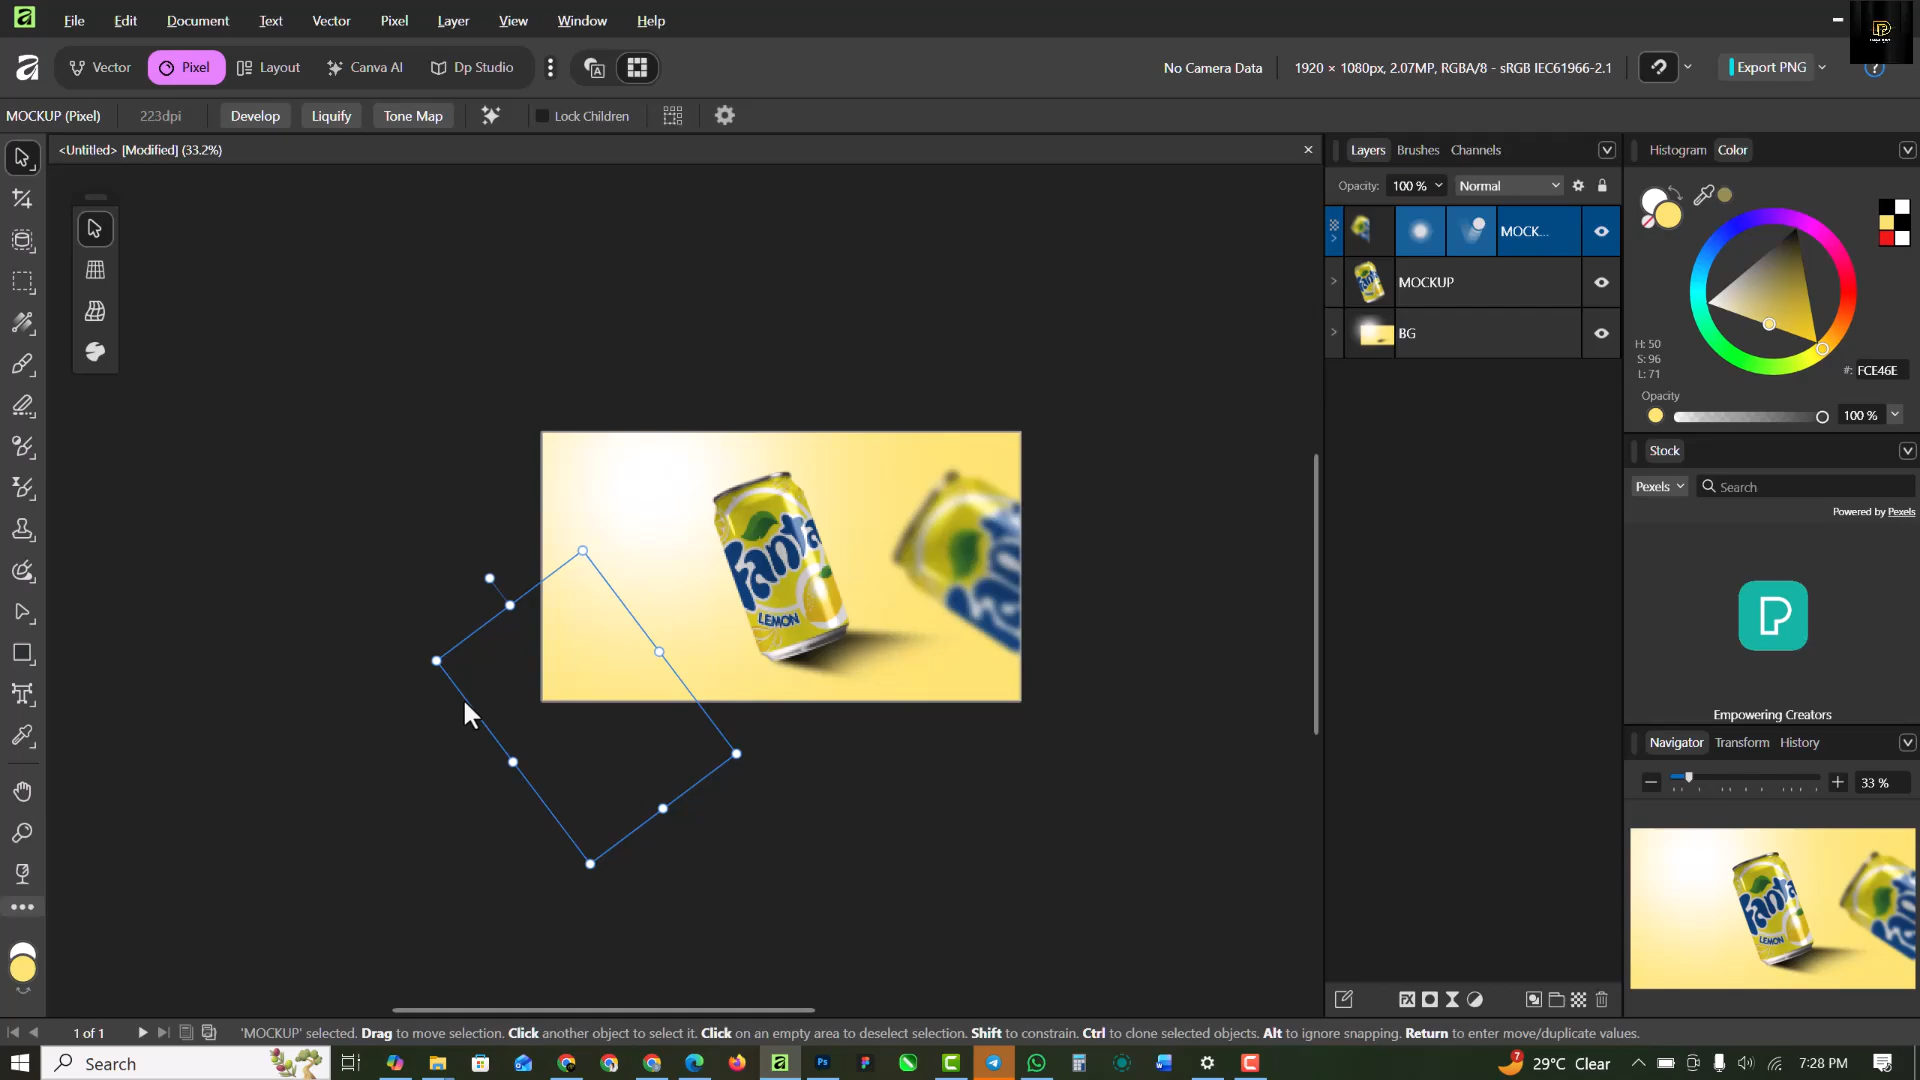 File Edit Document Text Vector Pixel Layer View Window Help
Vector Pixel Layout Canva AI Dp Studio No Camera Data 1920 × 1080px, 2.07MP, RGBA/8 - sRGB IEC61966-2.1 Export PNG ?
MOCKUP (Pixel) 223dpi Develop Liquify Tone Map Lock Children
<Untitled> [Modified] (33.2%)
Layers Brushes Channels
Opacity: 100 % Normal
MOCK...
MOCKUP
BG
Histogram Color
H: 50
S: 96
L: 71
#: FCE46E
Opacity
100 %
Stock
Pexels Search
Powered by Pexels
Empowering Creators
Navigator Transform History
33 %
Fanta
LEMON
1 of 1 'MOCKUP' selected. Drag to move selection. Click another object to select it. Click on an empty area to deselect selection. Shift to constrain. Ctrl to clone selected objects. Alt to ignore snapping. Return to enter move/duplicate values.
Search 7 29°C Clear 7:28 PM